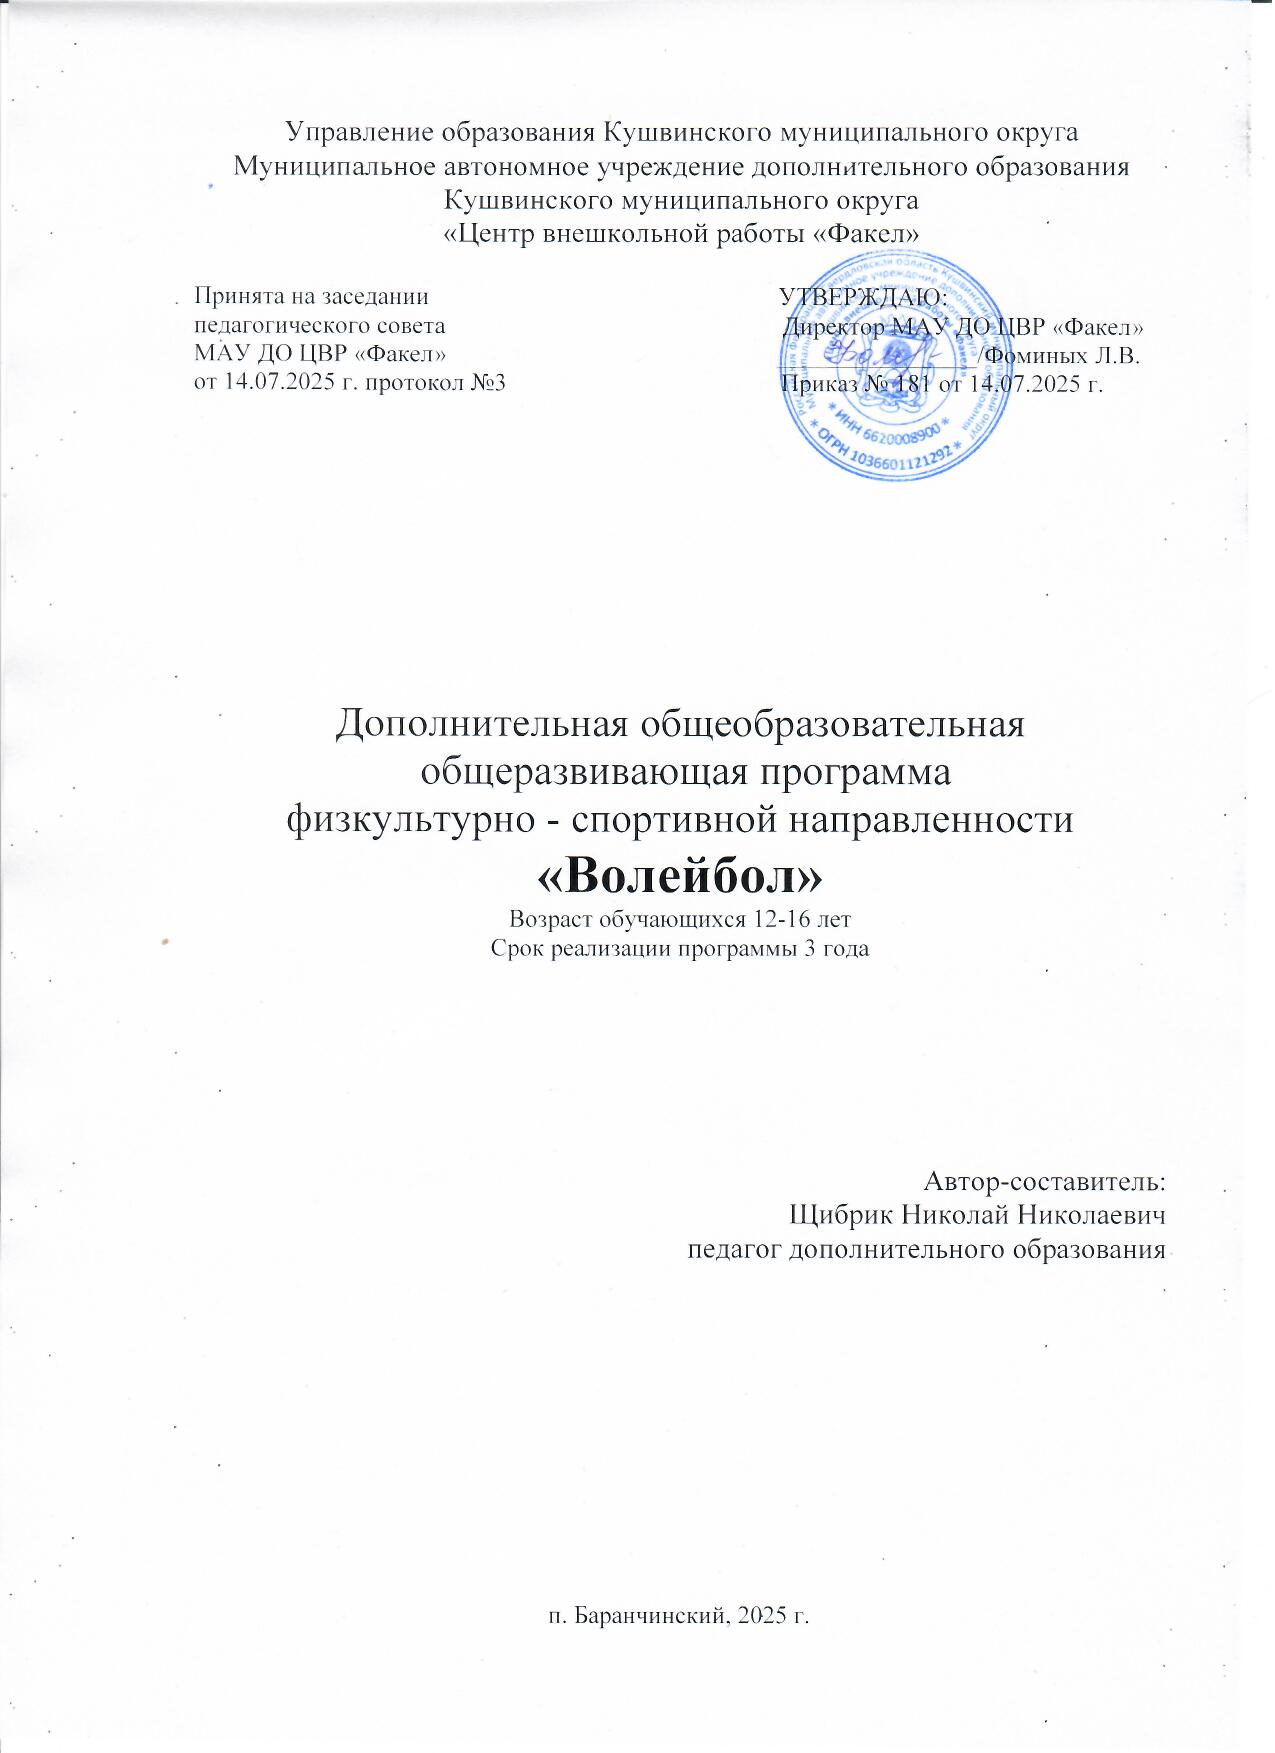 Управление образования Кушвинского муниципального округа
Муниципальное автономное учреждение дополнительного образования
Кушвинского муниципального округа
«Центр внешкольной работы «Факел»
Принята на заседании
педагогического совета
МАУ ДО ЦВР «Факел»
от 14.07.2025 г. протокол №3
УТВЕРЖДАЮ:
Директор МАУ ДО ЦВР «Факел»
/Фоминых Л.В.
Приказ № 181 от 14.07.2025 г.
* ИНН 6620008900 *
* ОГРН 1036601121292 *
Дополнительная общеобразовательная
общеразвивающая программа
физкультурно - спортивной направленности
«Волейбол»
Возраст обучающихся 12-16 лет
Срок реализации программы 3 года
Автор-составитель:
Щибрик Николай Николаевич
педагог дополнительного образования
п. Баранчинский, 2025 г.